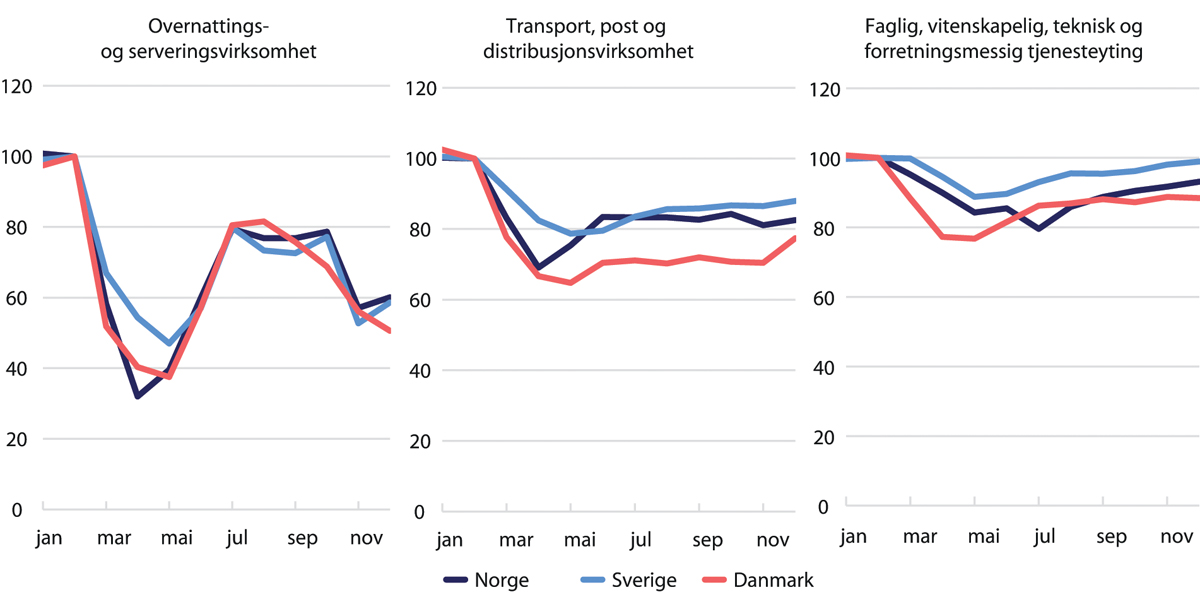 Overnattings-
og serveringsvirksomhet
120
100
80
60
40
20
0
jan mar mai jul sep nov
Transport, post og
distribusjonsvirksomhet
120
100
80
60
40
20
0
jan mar mai jul sep nov
Faglig, vitenskapelig, teknisk og
forretningsmessig tjenesteyting
120
100
80
60
40
20
0
jan mar mai jul sep nov
Norge Sverige Danmark